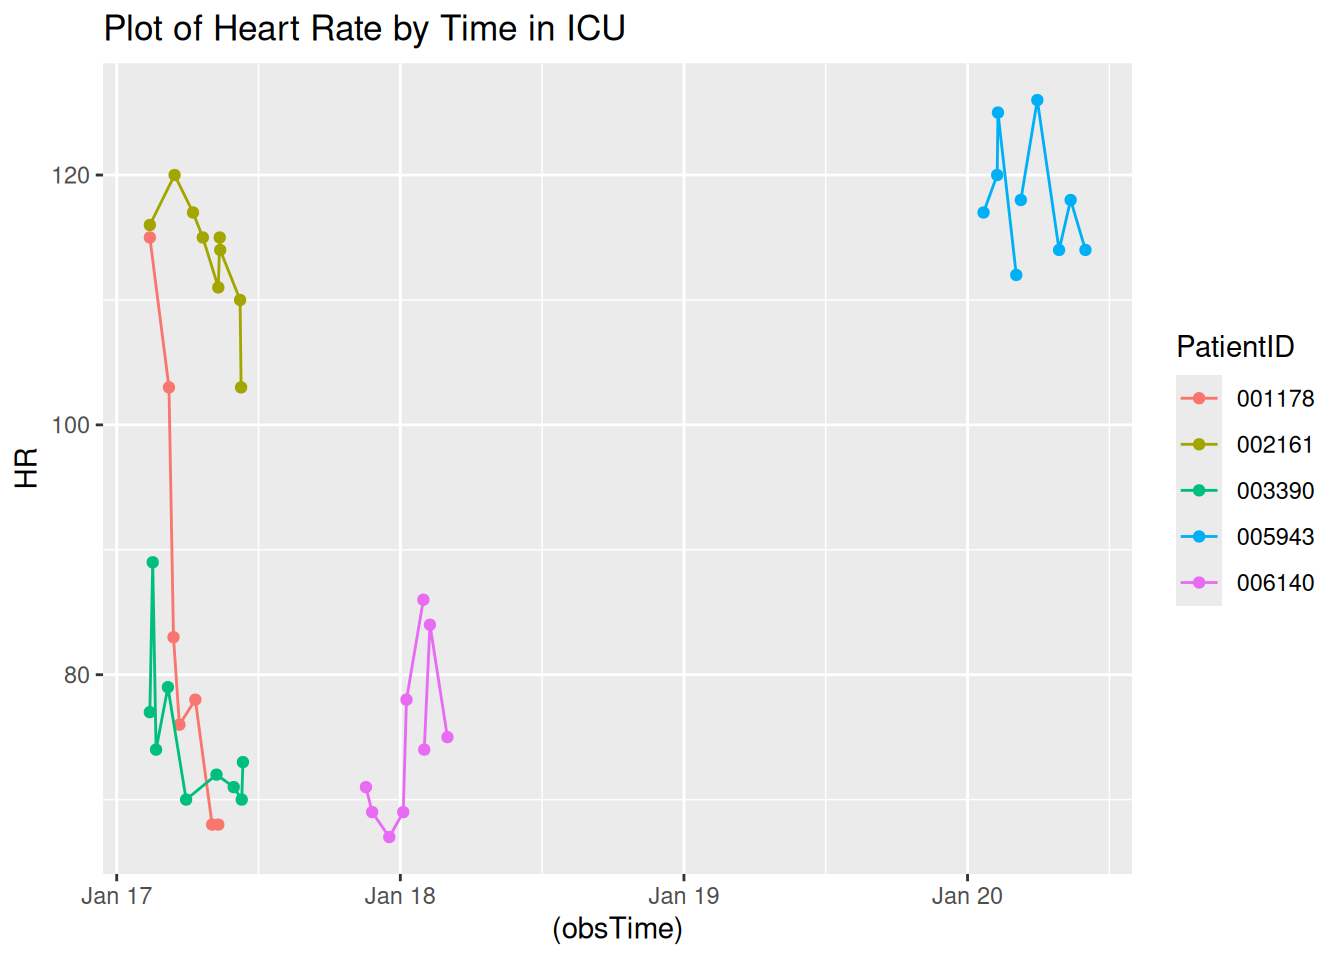 Plot of Heart Rate by Time in ICU
120
100
80
HR
Jan 17
Jan 18
Jan 19
Jan 20
(obsTime)
PatientID
001178
002161
003390
005943
006140